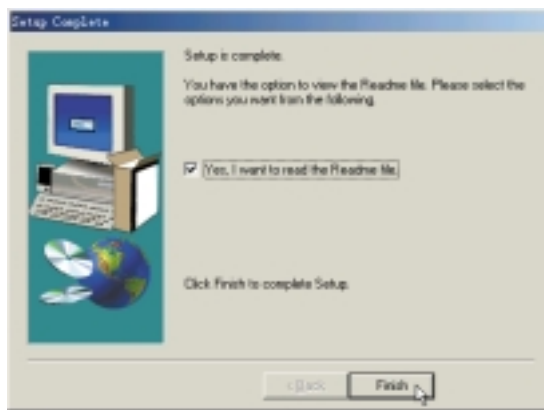 Setup Complete
Setup is complete.
You have the option to view the Readme file. Please select the
options you want from the following.
Yes, I want to read the Readme file.
Click Finish to complete Setup.
< Back
Finish